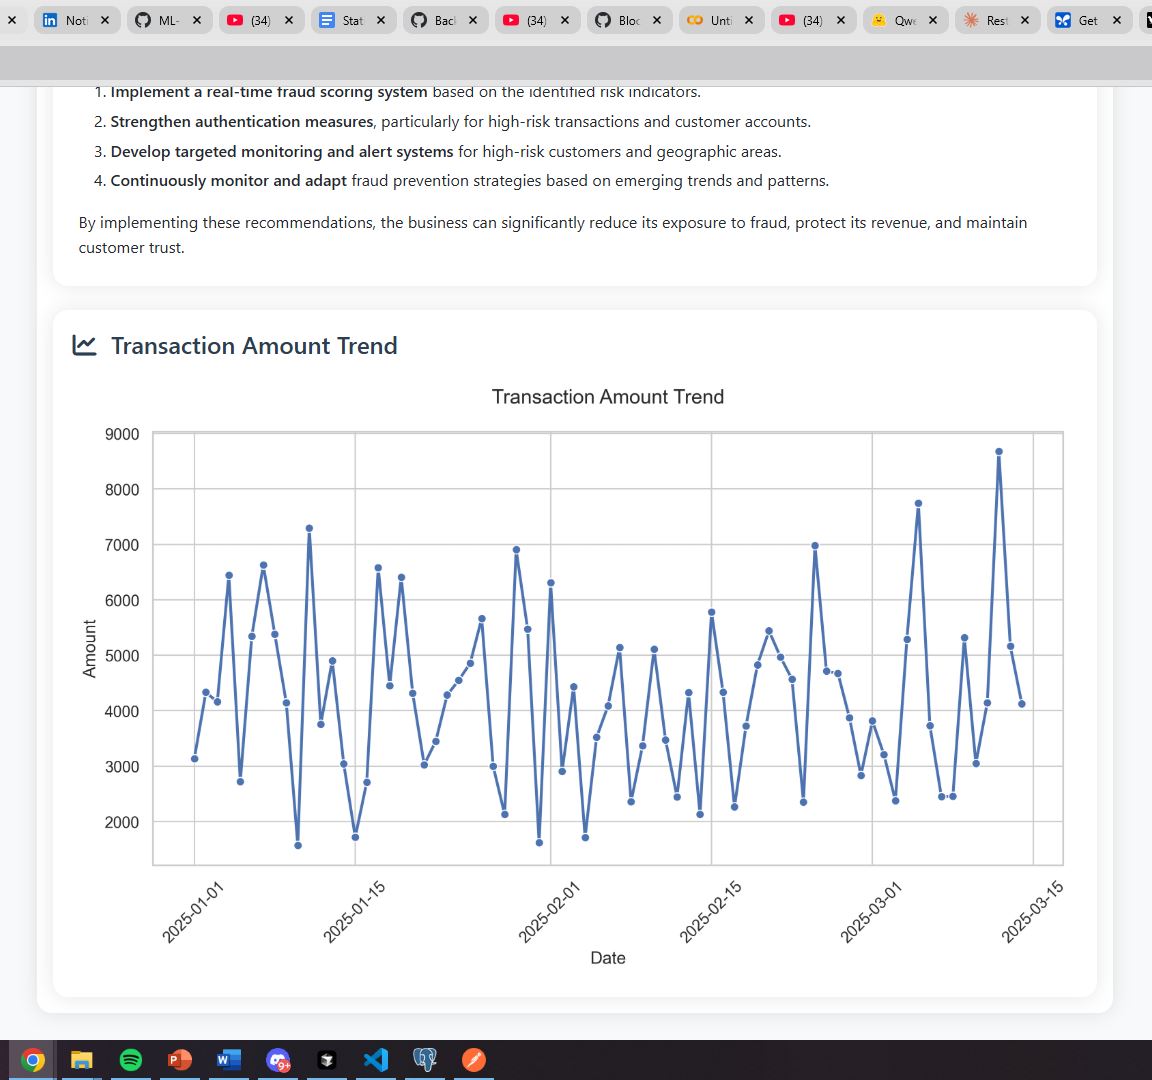 Noti
ML-
(34)
Stat
Bac
(34)
Bloc
Unti
(34)
Qwe
Res
Get
1. Implement a real-time fraud scoring system based on the identified risk indicators.
2. Strengthen authentication measures, particularly for high-risk transactions and customer accounts.
3. Develop targeted monitoring and alert systems for high-risk customers and geographic areas.
4. Continuously monitor and adapt fraud prevention strategies based on emerging trends and patterns.
By implementing these recommendations, the business can significantly reduce its exposure to fraud, protect its revenue, and maintain
customer trust.
Transaction Amount Trend
Transaction Amount Trend
9000
8000
7000
6000
5000
4000
3000
2000
Amount
2025-01-01
2025-01-15
2025-02-01
2025-02-15
2025-03-01
2025-03-15
Date
9+